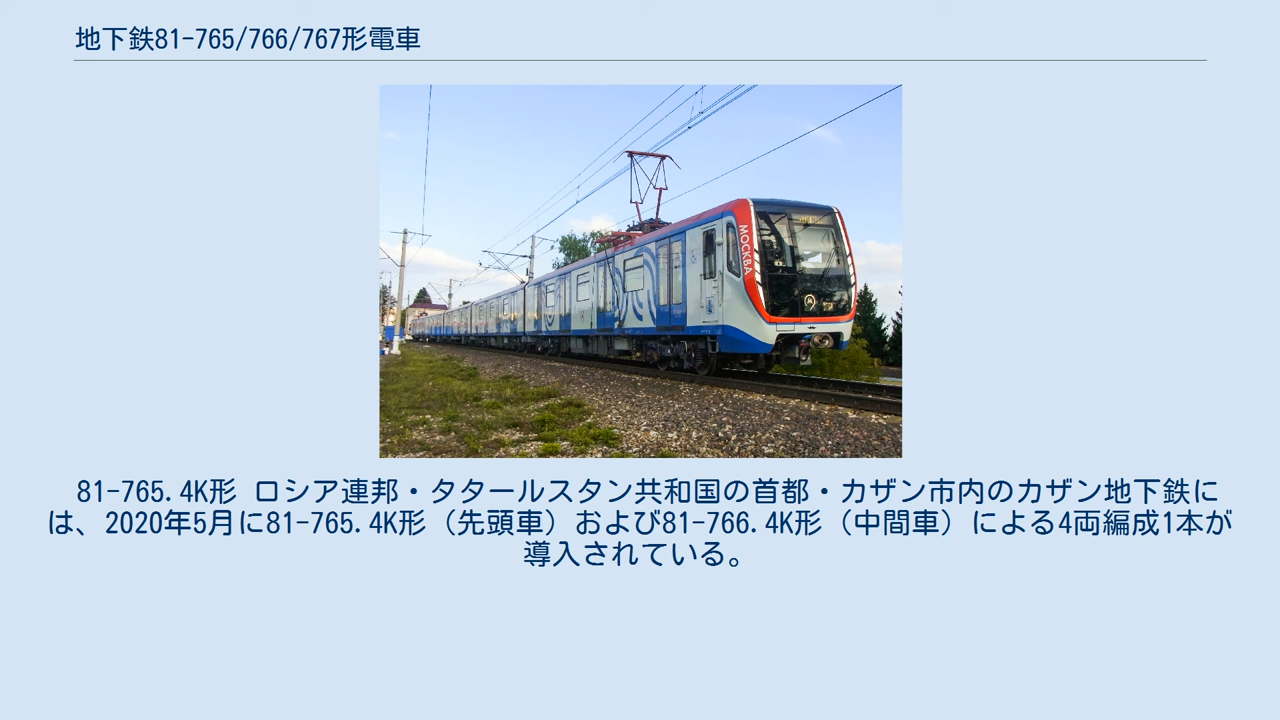 地下鉄81-765/766/767形電車
МОСКВА
81-765.4K形 ロシア連邦・タタールスタン共和国の首都・カザン市内のカザン地下鉄に
は、2020年5月に81-765.4K形（先頭車）および81-766.4K形（中間車）による4両編成1本が
導入されている。